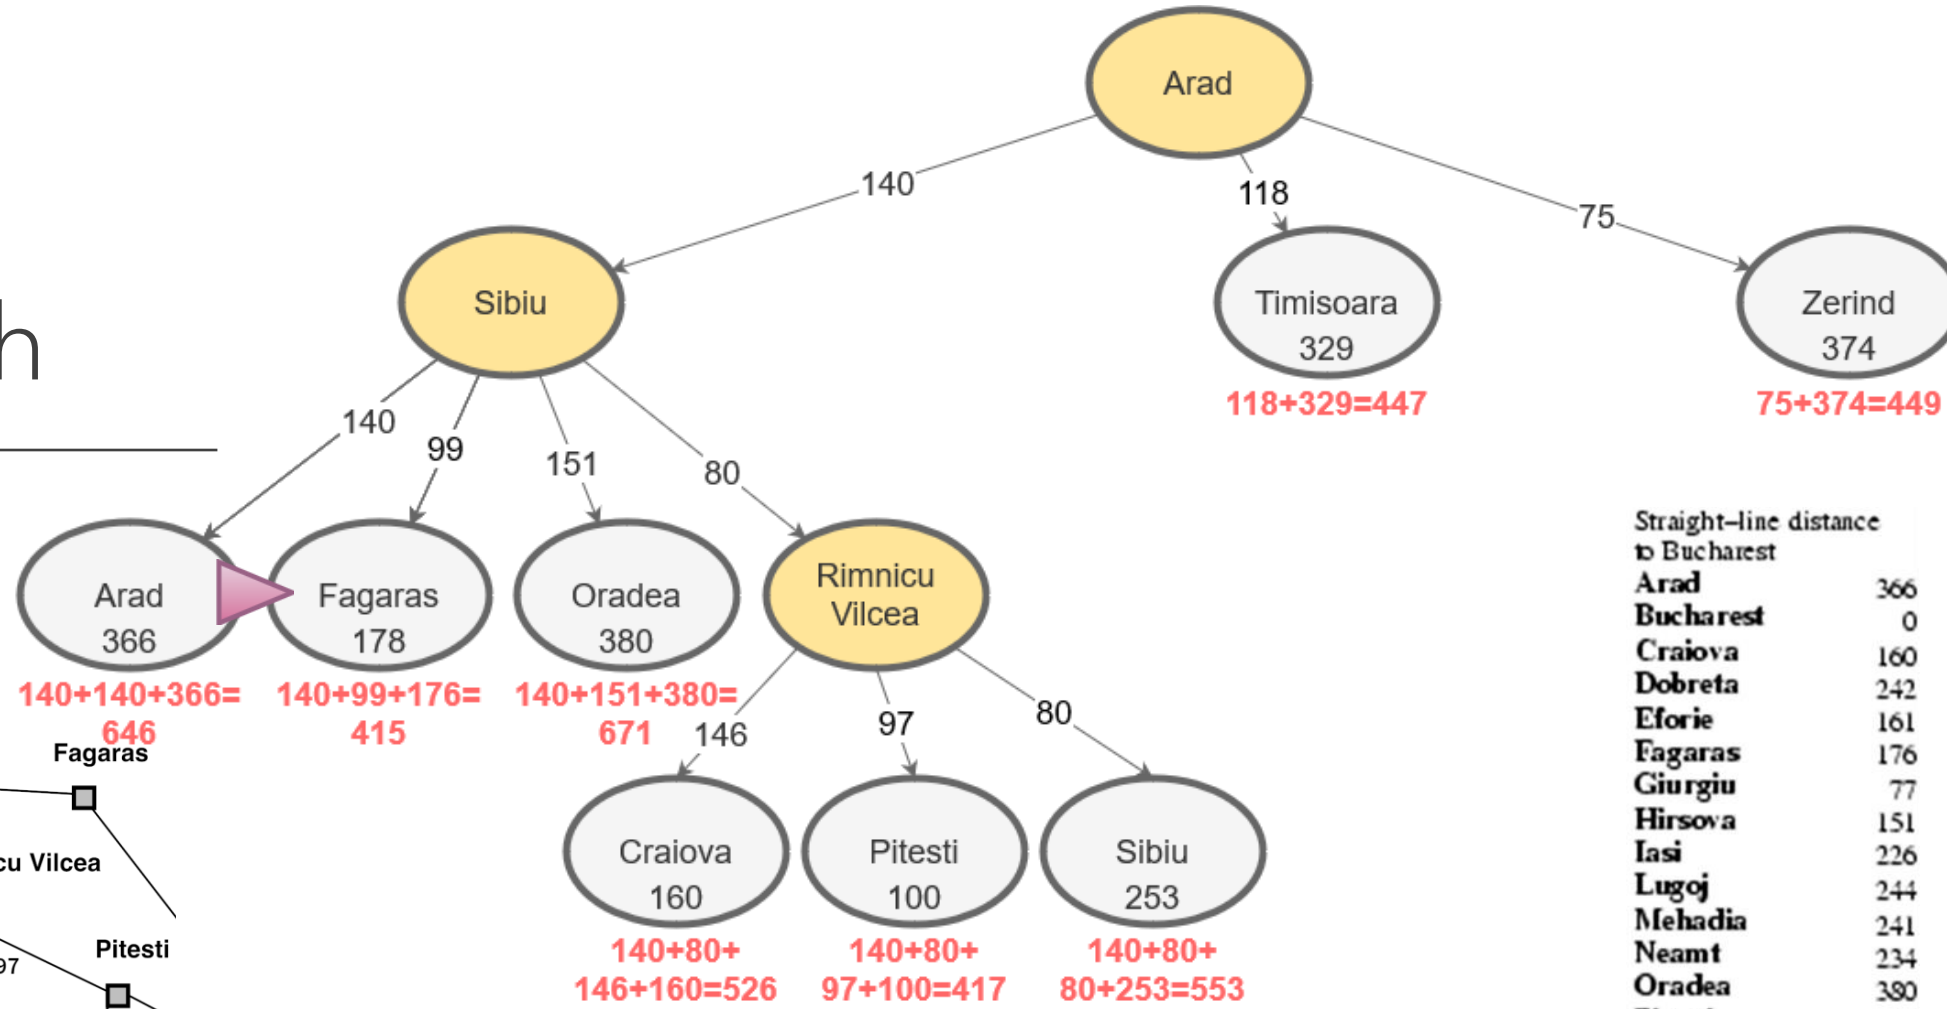 Arad
140
118
75
h
Sibiu
Timisoara
329
118+329=447
Zerind
374
75+374=449
140
99
151
80
Arad
366
140+140+366=
646
Fagaras
178
140+99+176=
415
Oradea
380
140+151+380=
671
Rimnicu
Vilcea
146
97
80
Craiova
160
140+80+
146+160=526
Pitesti
100
140+80+
97+100=417
Sibiu
253
140+80+
80+253=553
Fagaras
cu Vilcea
Pitesti
97
Straight-line distance
to Bucharest
Arad 366
Bucharest 0
Craiova 160
Dobreta 242
Eforie 161
Fagaras 176
Giurgiu 77
Hirsova 151
Iasi 226
Lugoj 244
Mehadia 241
Neamt 234
Oradea 380